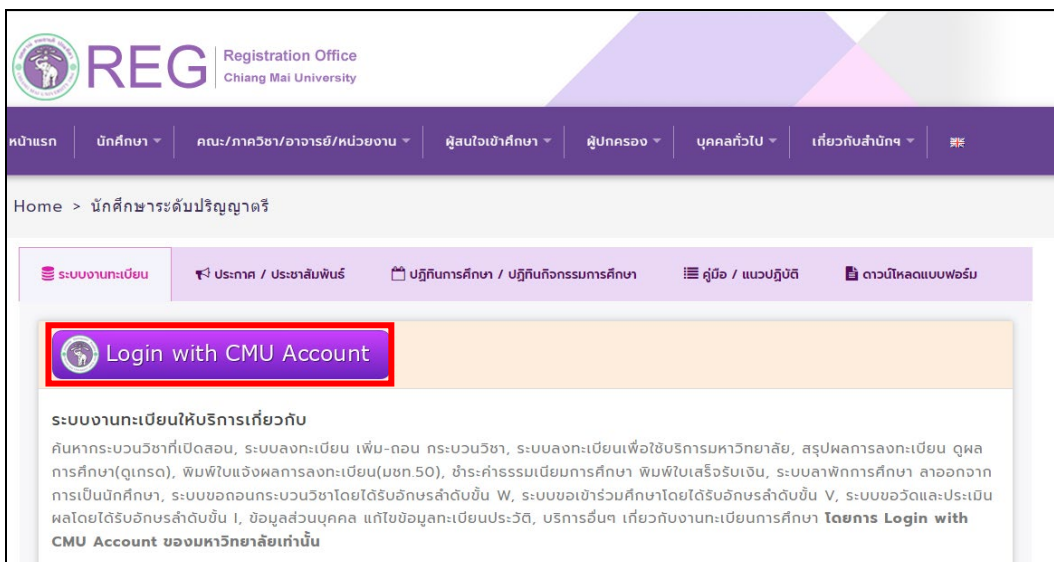 REG
Registration Office
Chiang Mai University
หน้าแรก นักศึกษา คณะ/ภาควิชา/อาจารย์/หน่วยงาน ผู้สนใจเข้าศึกษา ผู้ปกครอง บุคคลทั่วไป เกี่ยวกับสำนักฯ
Home > นักศึกษาระดับปริญญาตรี
ระบบงานทะเบียน ประกาศ / ประชาสัมพันธ์ ปฏิทินการศึกษา / ปฏิทินกิจกรรมการศึกษา คู่มือ / แนวปฏิบัติ ดาวน์โหลดแบบฟอร์ม
Login with CMU Account
ระบบงานทะเบียนให้บริการเกี่ยวกับ
ค้นหากระบวนวิชาที่เปิดสอน, ระบบลงทะเบียน เพิ่ม-ถอน กระบวนวิชา, ระบบลงทะเบียนเพื่อใช้บริการมหาวิทยาลัย, สรุปผลการลงทะเบียน ดูผล
การศึกษา(ดูเกรด), พิมพ์ใบแจ้งผลการลงทะเบียน(มชท.50), ชำระค่าธรรมเนียมการศึกษา พิมพ์ใบเสร็จรับเงิน, ระบบลาพักการศึกษา ลาออกจาก
การเป็นนักศึกษา, ระบบขอถอนกระบวนวิชาโดยได้รับอักษรลำดับขั้น W, ระบบขอเข้าร่วมศึกษาโดยได้รับอักษรลำดับขั้น V, ระบบขอวัดและประเมิน
ผลโดยได้รับอักษรลำดับขั้น I, ข้อมูลส่วนบุคคล แก้ไขข้อมูลทะเบียนประวัติ, บริการอื่นๆ เกี่ยวกับงานทะเบียนการศึกษา โดยการ Login with
CMU Account ของมหาวิทยาลัยเท่านั้น